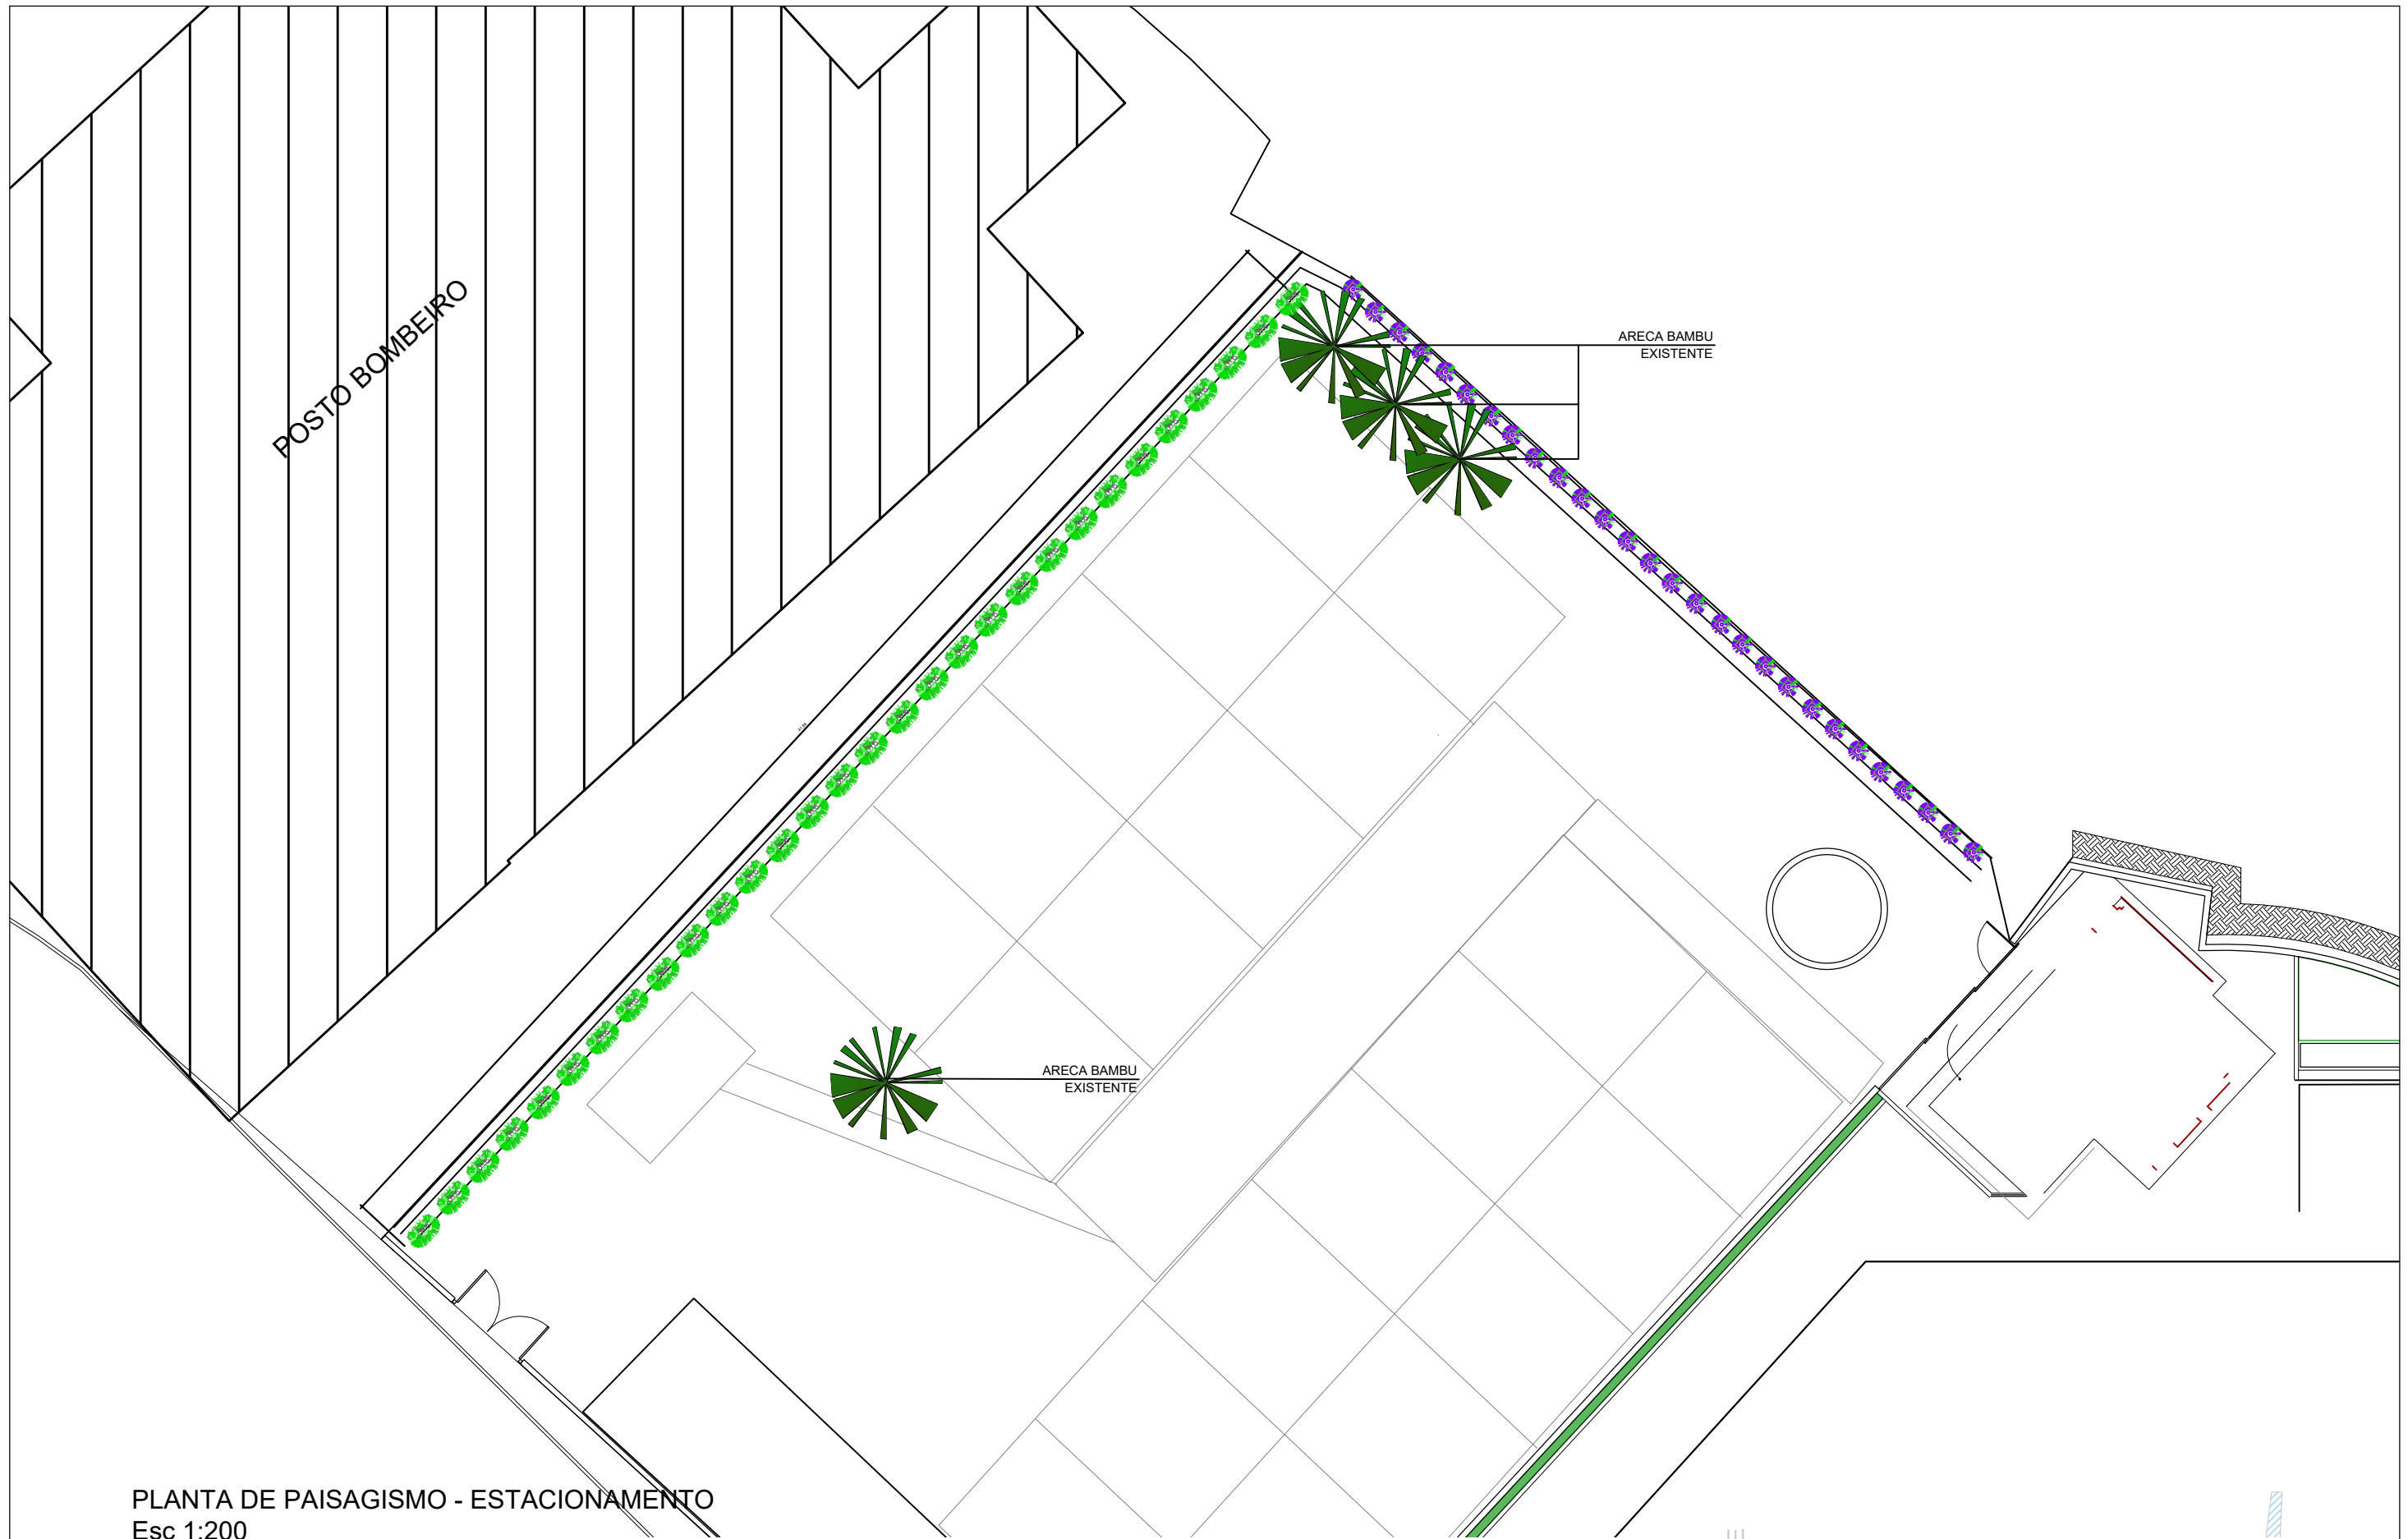 POSTO BOMBEIRO
ARECA BAMBU
EXISTENTE
ARECA BAMBU
EXISTENTE
PLANTA DE PAISAGISMO - ESTACIONAMENTO
Esc 1:200